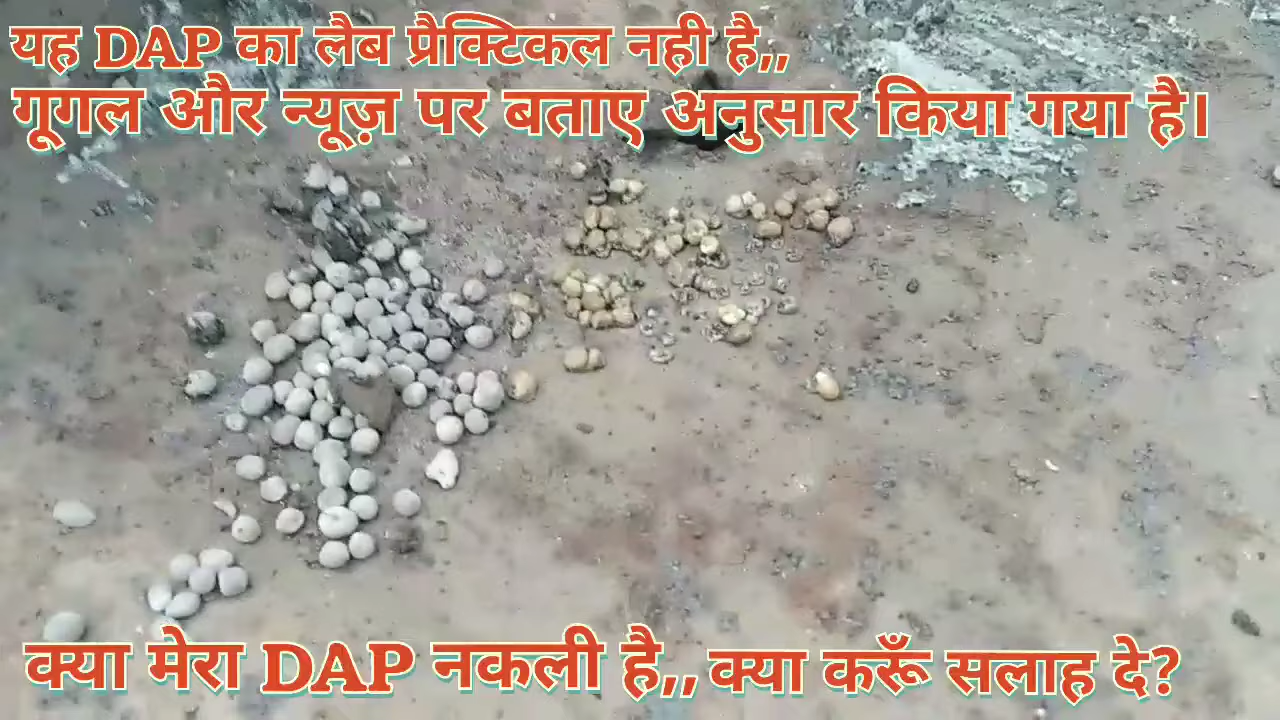 यह DAP का लैब प्रैक्टिकल नही है,,
गूगल और न्यूज़ पर बताए अनुसार किया गया है।
क्या मेरा DAP नकली है,, क्या करूँ सलाह दे?